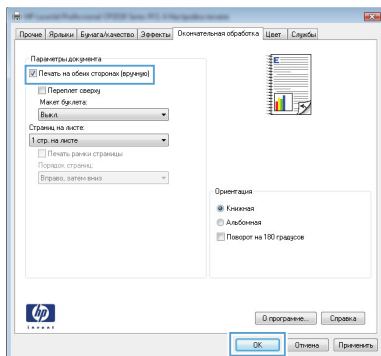 Прочие Ярлыки Бумага/качество Эффекты Окончательная обработка Цвет Службы
Параметры документа
Печать на обеих сторонах (вручную)
Переплет сверху
Макет буклета:
Выкл.
Страниц на листе:
1 стр. на листе
Печать рамки страницы
Порядок страниц:
Вправо, затем вниз
Ориентация
Книжная
Альбомная
Поворот на 180 градусов
hp
invent
О программе... Справка
OK Отмена Применить